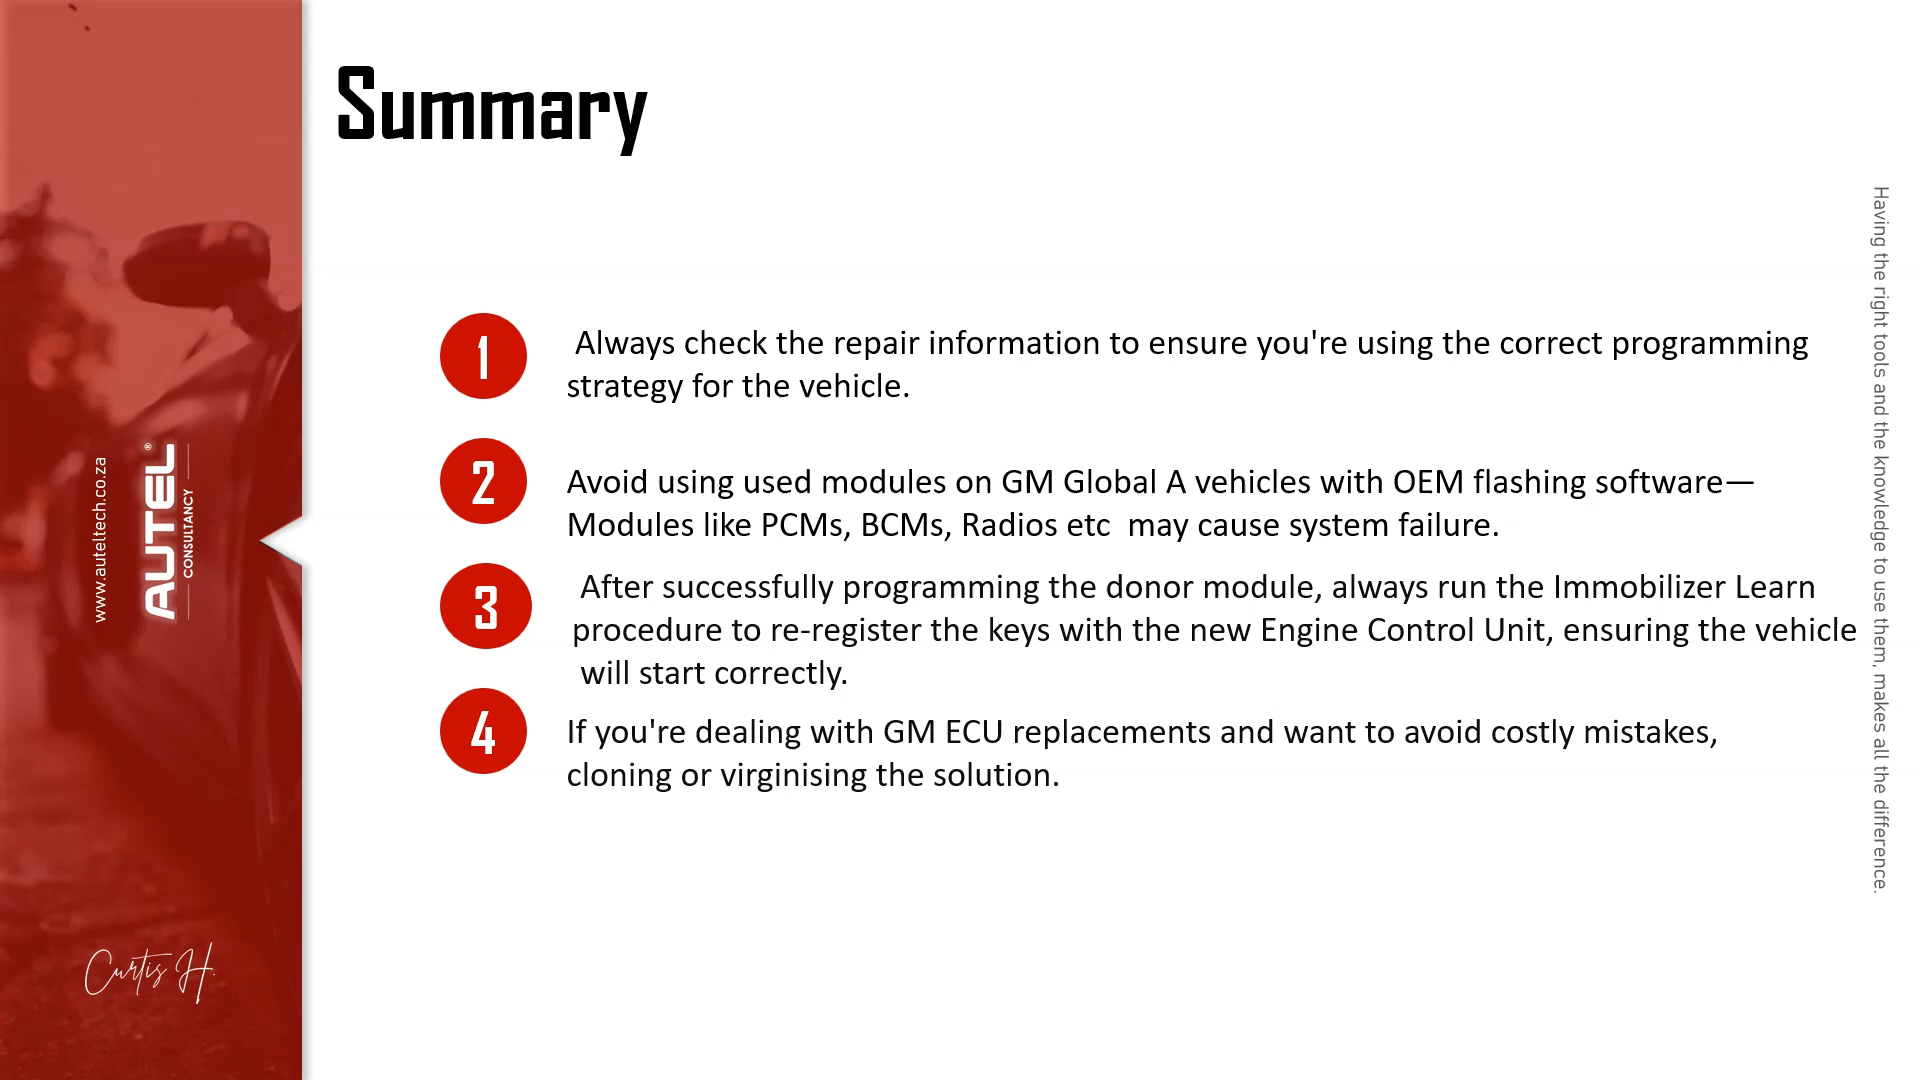 Summary
1
Always check the repair information to ensure you're using the correct programming
strategy for the vehicle.
2
Avoid using used modules on GM Global A vehicles with OEM flashing software—
Modules like PCMs, BCMs, Radios etc  may cause system failure.
3
After successfully programming the donor module, always run the Immobilizer Learn
procedure to re-register the keys with the new Engine Control Unit, ensuring the vehicle
will start correctly.
4
If you're dealing with GM ECU replacements and want to avoid costly mistakes,
cloning or virginising the solution.
www.auteltech.co.za
AUTEL®
CONSULTANCY
Curtis H.
Having the right tools and the knowledge to use them, makes all the difference.